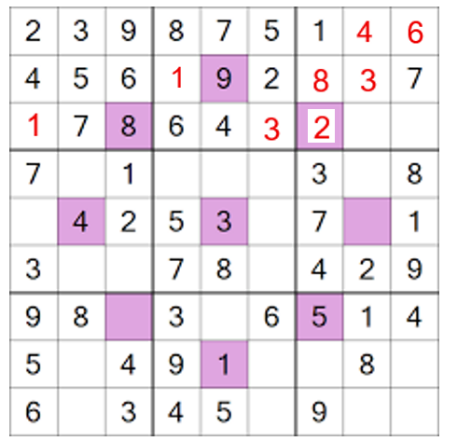 2 3 9 8 7 5 1 4 6
4 5 6 1 9 2 8 3 7
1 7 8 6 4 3 2
7 1 3 8
4 2 5 3 7 1
3 7 8 4 2 9
9 8 3 6 5 1 4
5 4 9 1 8
6 3 4 5 9